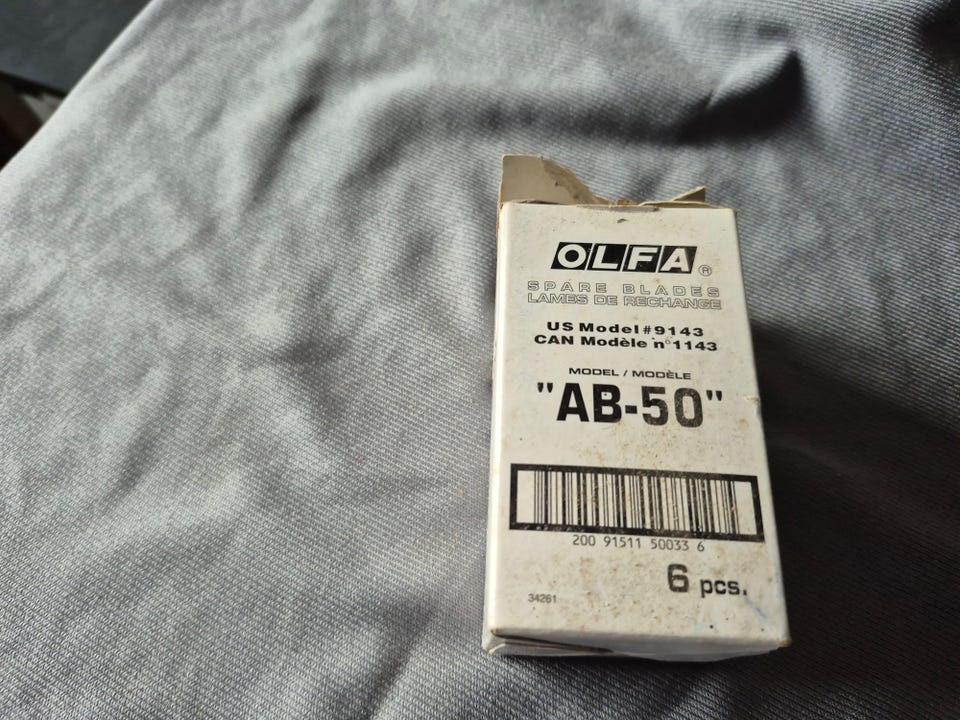 OLFA®
SPARE BLADES
LAMES DE RECHANGE
US Model #9143
CAN Modèle n°1143
MODEL / MODÈLE
"AB-50"
200 91511 50033 6
6 pcs.
34261